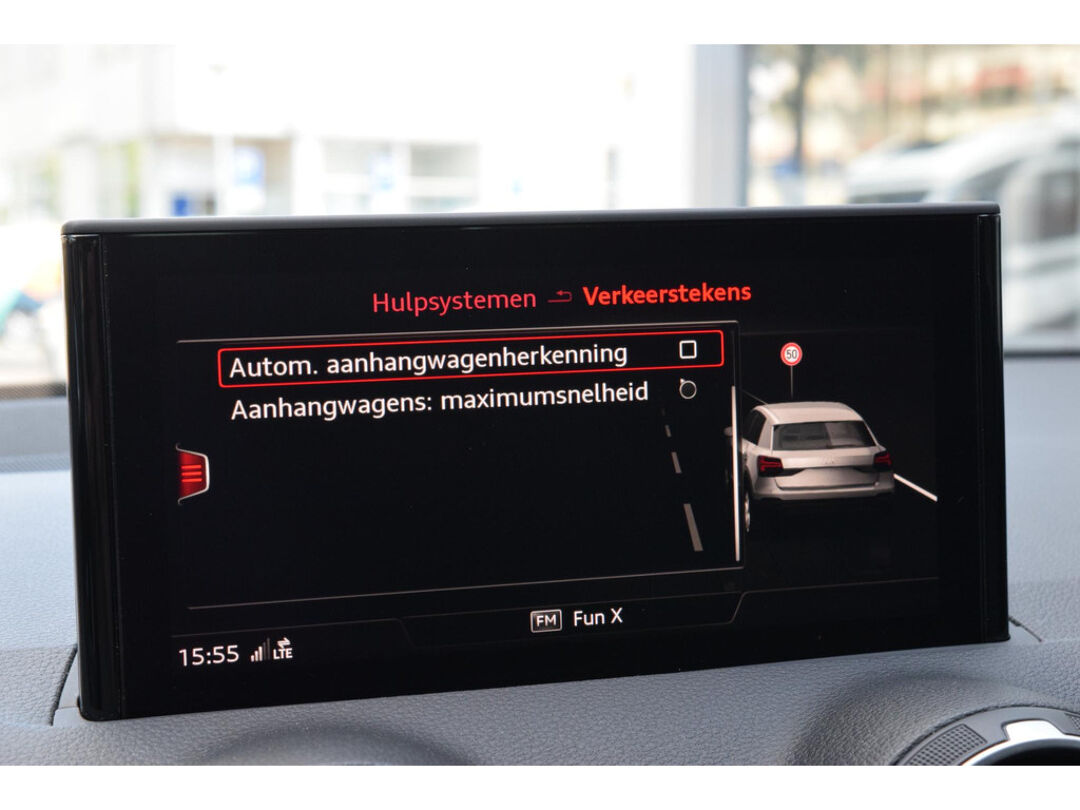 Hulpsystemen Verkeerstekens
Autom. aanhangwagenherkenning
Aanhangwagens: maximumsnelheid
50
FM Fun X
15:55 LTE